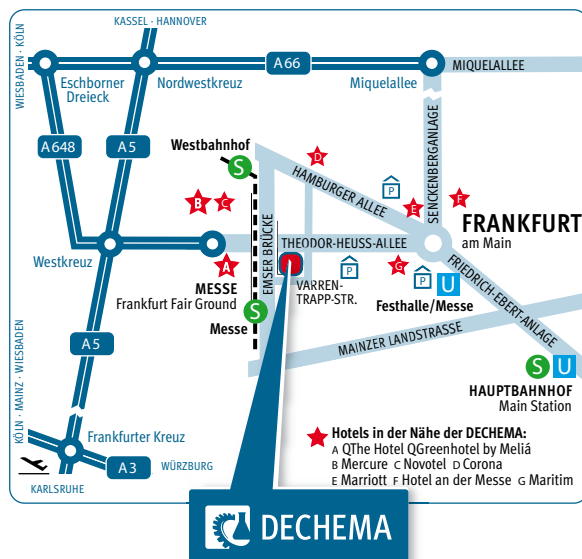 KASSEL · HANNOVER
WIESBADEN · KÖLN
A66
MIQUELALLEE
Eschborner
Dreieck
Nordwestkreuz
Miquelallee
A648
A5
Westbahnhof
S
D
P
HAMBURGER ALLEE
SENCKENBERGANLAGE
B
C
E
F
FRANKFURT
am Main
EMSER BRÜCKE
THEODOR-HEUSS-ALLEE
Westkreuz
A
G
P
P
U
MESSE
Frankfurt Fair Ground
VARREN-
TRAPP-STR.
Festhalle/Messe
FRIEDRICH-EBERT-ANLAGE
S
Messe
MAINZER LANDSTRASSE
A5
S
U
HAUPTBAHNHOF
Main Station
KÖLN · MAINZ · WIESBADEN
Frankfurter Kreuz
A3
WÜRZBURG
KARLSRUHE
Hotels in der Nähe der DECHEMA:
A QThe Hotel QGreenhotel by Meliá
B Mercure C Novotel D Corona
E Marriott F Hotel an der Messe G Maritim
DECHEMA